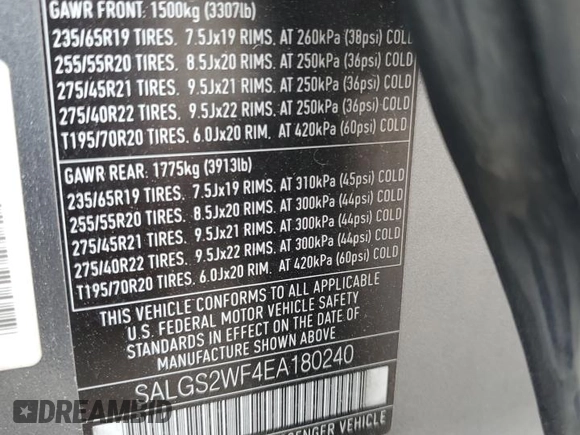 GAWR FRONT: 1500kg (3307lb)
235/65R19 TIRES. 7.5Jx19 RIMS. AT 260kPa (38psi) COLD
255/55R20 TIRES. 8.5Jx20 RIMS. AT 250kPa (36psi) COLD
275/45R21 TIRES. 9.5Jx21 RIMS. AT 250kPa (36psi) COLD
275/40R22 TIRES. 9.5Jx22 RIMS. AT 250kPa (36psi) COLD
T195/70R20 TIRES. 6.0Jx20 RIM. AT 420kPa (60psi) COLD
GAWR REAR: 1775kg (3913lb)
235/65R19 TIRES. 7.5Jx19 RIMS. AT 310kPa (45psi) COLD
255/55R20 TIRES. 8.5Jx20 RIMS. AT 300kPa (44psi) COLD
275/45R21 TIRES. 9.5Jx21 RIMS. AT 300kPa (44psi) COLD
275/40R22 TIRES. 9.5Jx22 RIMS. AT 300kPa (44psi) COLD
T195/70R20 TIRES. 6.0Jx20 RIM. AT 420kPa (60psi) COLD
THIS VEHICLE CONFORMS TO ALL APPLICABLE
U.S. FEDERAL MOTOR VEHICLE SAFETY
STANDARDS IN EFFECT ON THE DATE OF
MANUFACTURE SHOWN ABOVE
SALGS2WF4EA180240
VEHICLE
DREAMBID